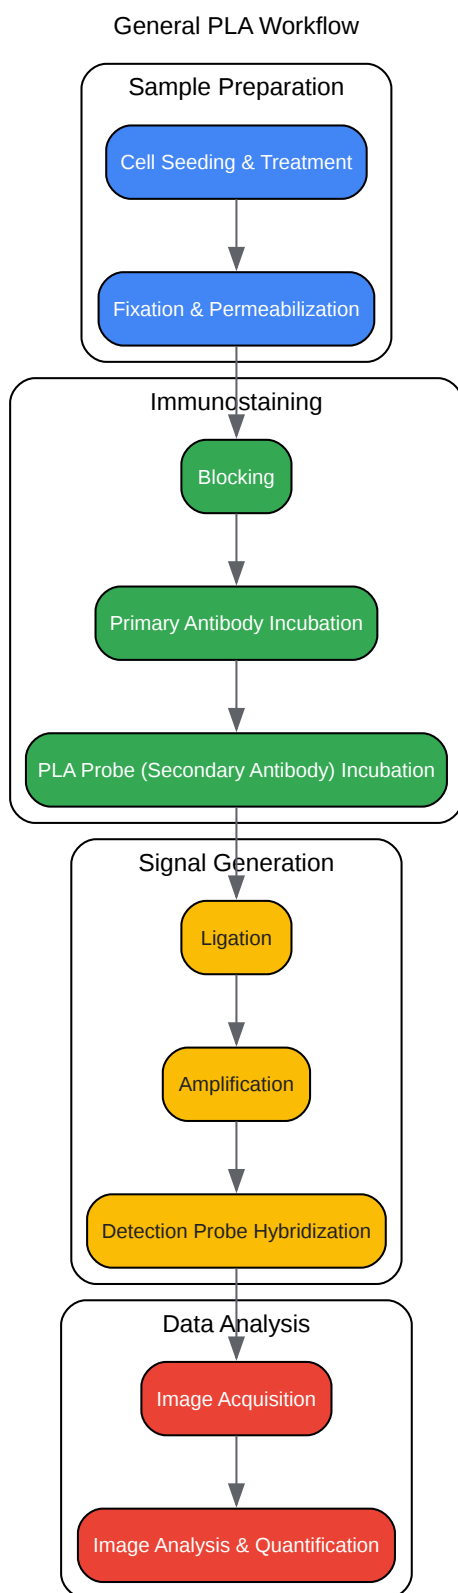 General PLA Workflow
Sample Preparation
Cell Seeding & Treatment
Fixation & Permeabilization
Immunostaining
Blocking
Primary Antibody Incubation
PLA Probe (Secondary Antibody) Incubation
Signal Generation
Ligation
Amplification
Detection Probe Hybridization
Data Analysis
Image Acquisition
Image Analysis & Quantification